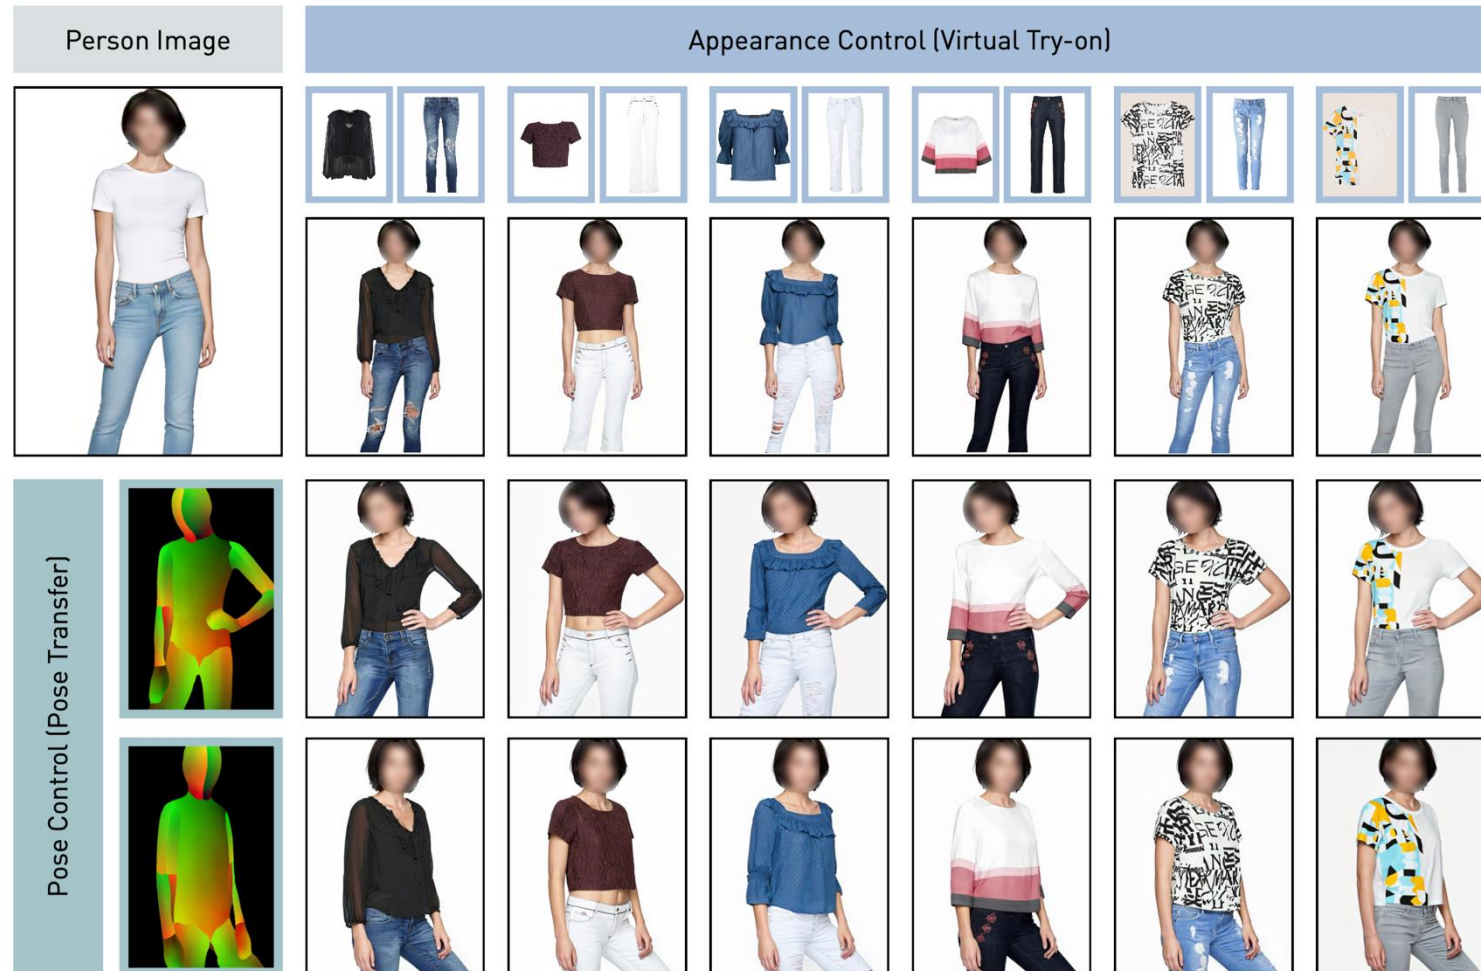 Person Image
Appearance Control (Virtual Try-on)
Pose Control (Pose Transfer)